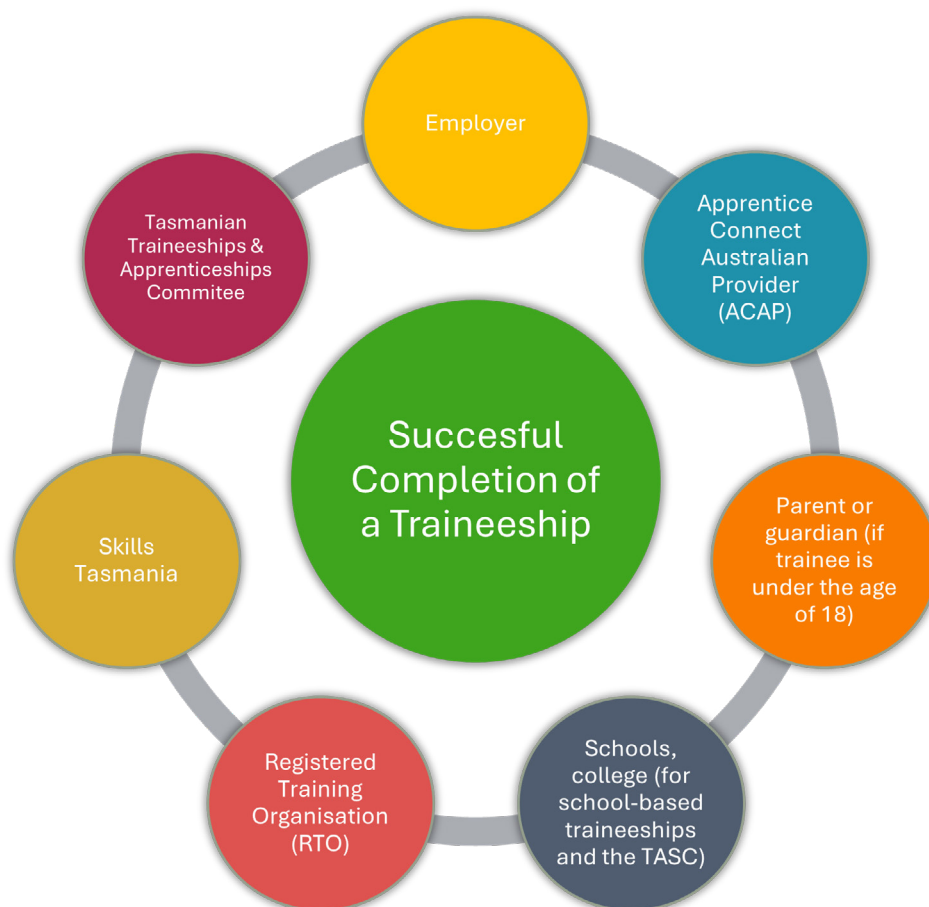 Employer
Apprentice
Connect
Australian
Provider
(ACAP)
Parent or
guardian (if
trainee is
under the age
of 18)
Schools,
college (for
school-based
traineeships
and the TASC)
Registered
Training
Organisation
(RTO)
Skills
Tasmania
Tasmanian
Traineeships &
Apprenticeships
Commitee
Succesful
Completion of
a Traineeship